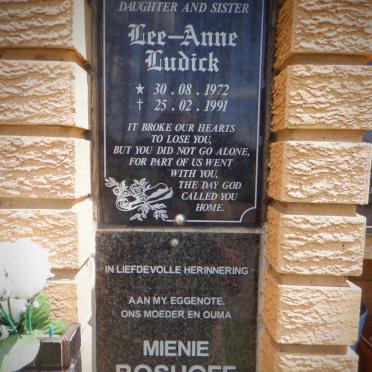 DAUGHTER AND SISTER
Lee-Anne
Ludick
★ 30.08.1972
† 25.02.1991
IT BROKE OUR HEARTS
TO LOSE YOU,
BUT YOU DID NOT GO ALONE,
FOR PART OF US WENT
WITH YOU,
THE DAY GOD
CALLED YOU
HOME.
IN LIEFDEVOLLE HERINNERING
AAN MY EGGENOTE.
ONS MOEDER EN OUMA
MIENIE
BOSHOFF